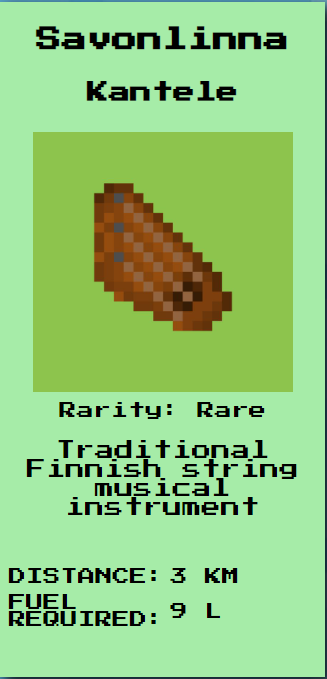 Savonlinna
Kantele
Rarity: Rare
Traditional
Finnish string
musical
instrument
DISTANCE: 3 KM
FUEL
REQUIRED: 9 L